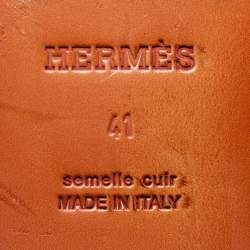 HERMÈS
41
semelle cuir
MADE IN ITALY